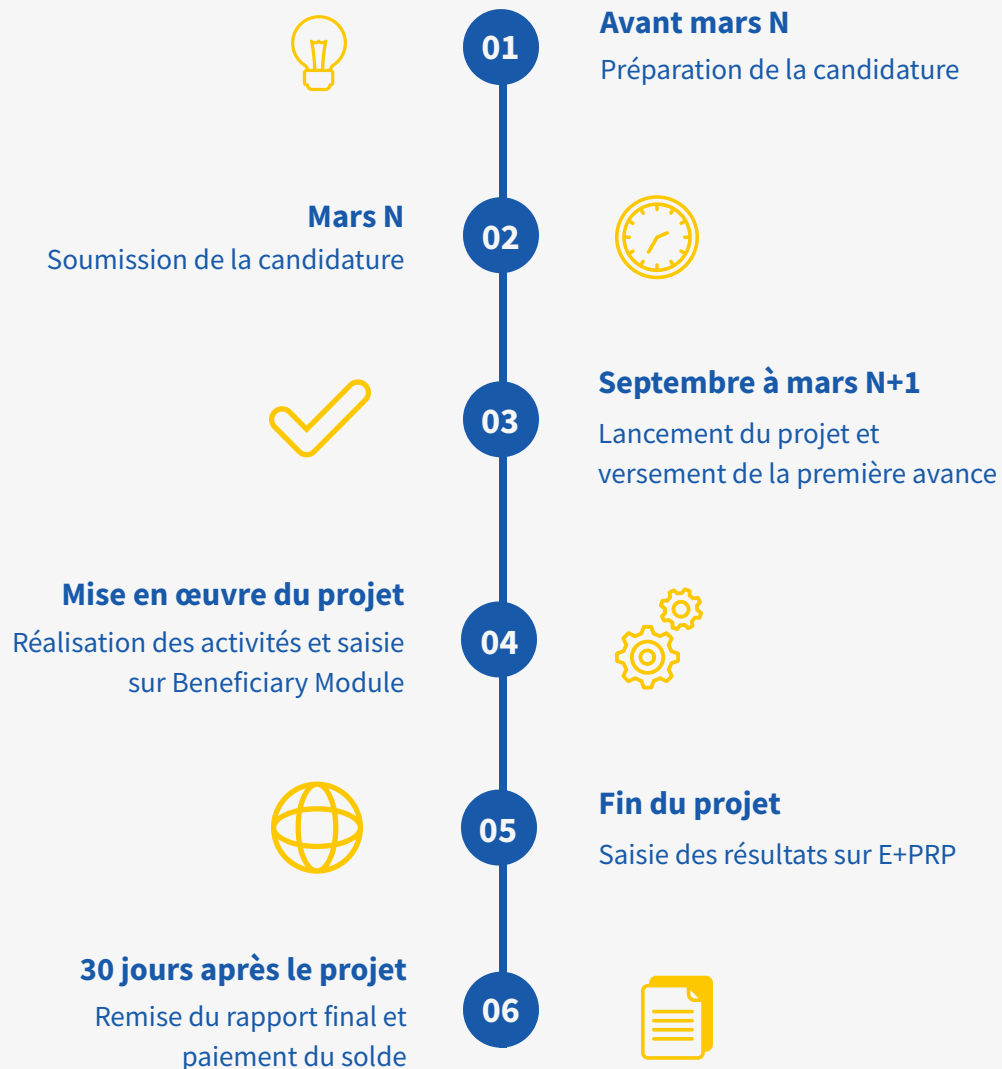 01
Avant mars N
Préparation de la candidature
Mars N
Soumission de la candidature
02
03
Septembre à mars N+1
Lancement du projet et
versement de la première avance
Mise en œuvre du projet
Réalisation des activités et saisie
sur Beneficiary Module
04
05
Fin du projet
Saisie des résultats sur E+PRP
30 jours après le projet
Remise du rapport final et
paiement du solde
06